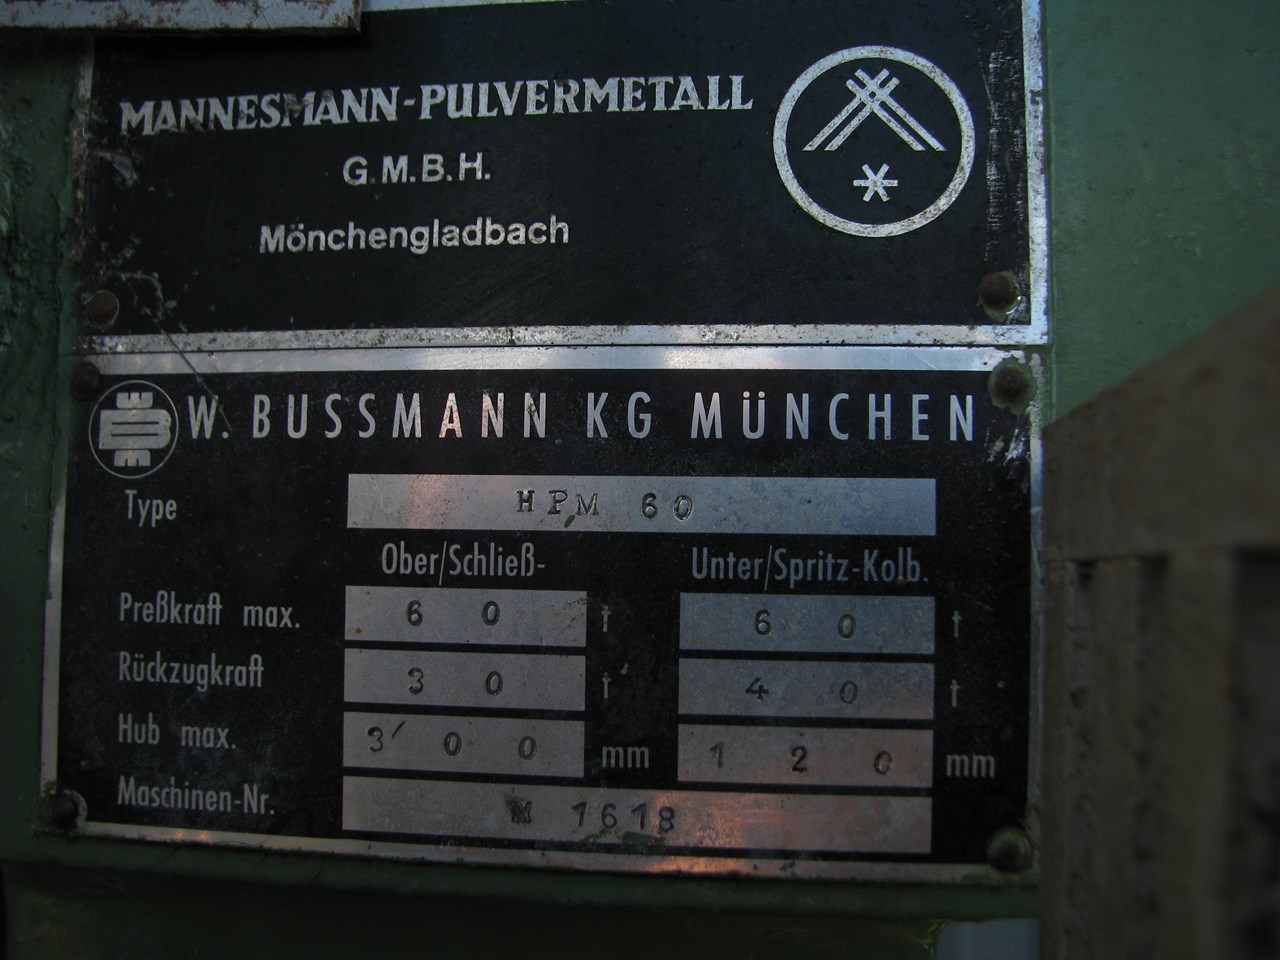 MANNESMANN-PULVERMETALL
G.M.B.H.
Mönchengladbach
W. BUSSMANN KG MÜNCHEN
Type HPM 60
Ober/Schließ- Unter/Spritz-Kolb.
Preßkraft max. 60 t 60 t
Rückzugkraft 30 t 40 t
Hub max. 300 mm 120 mm
Maschinen-Nr. 1618